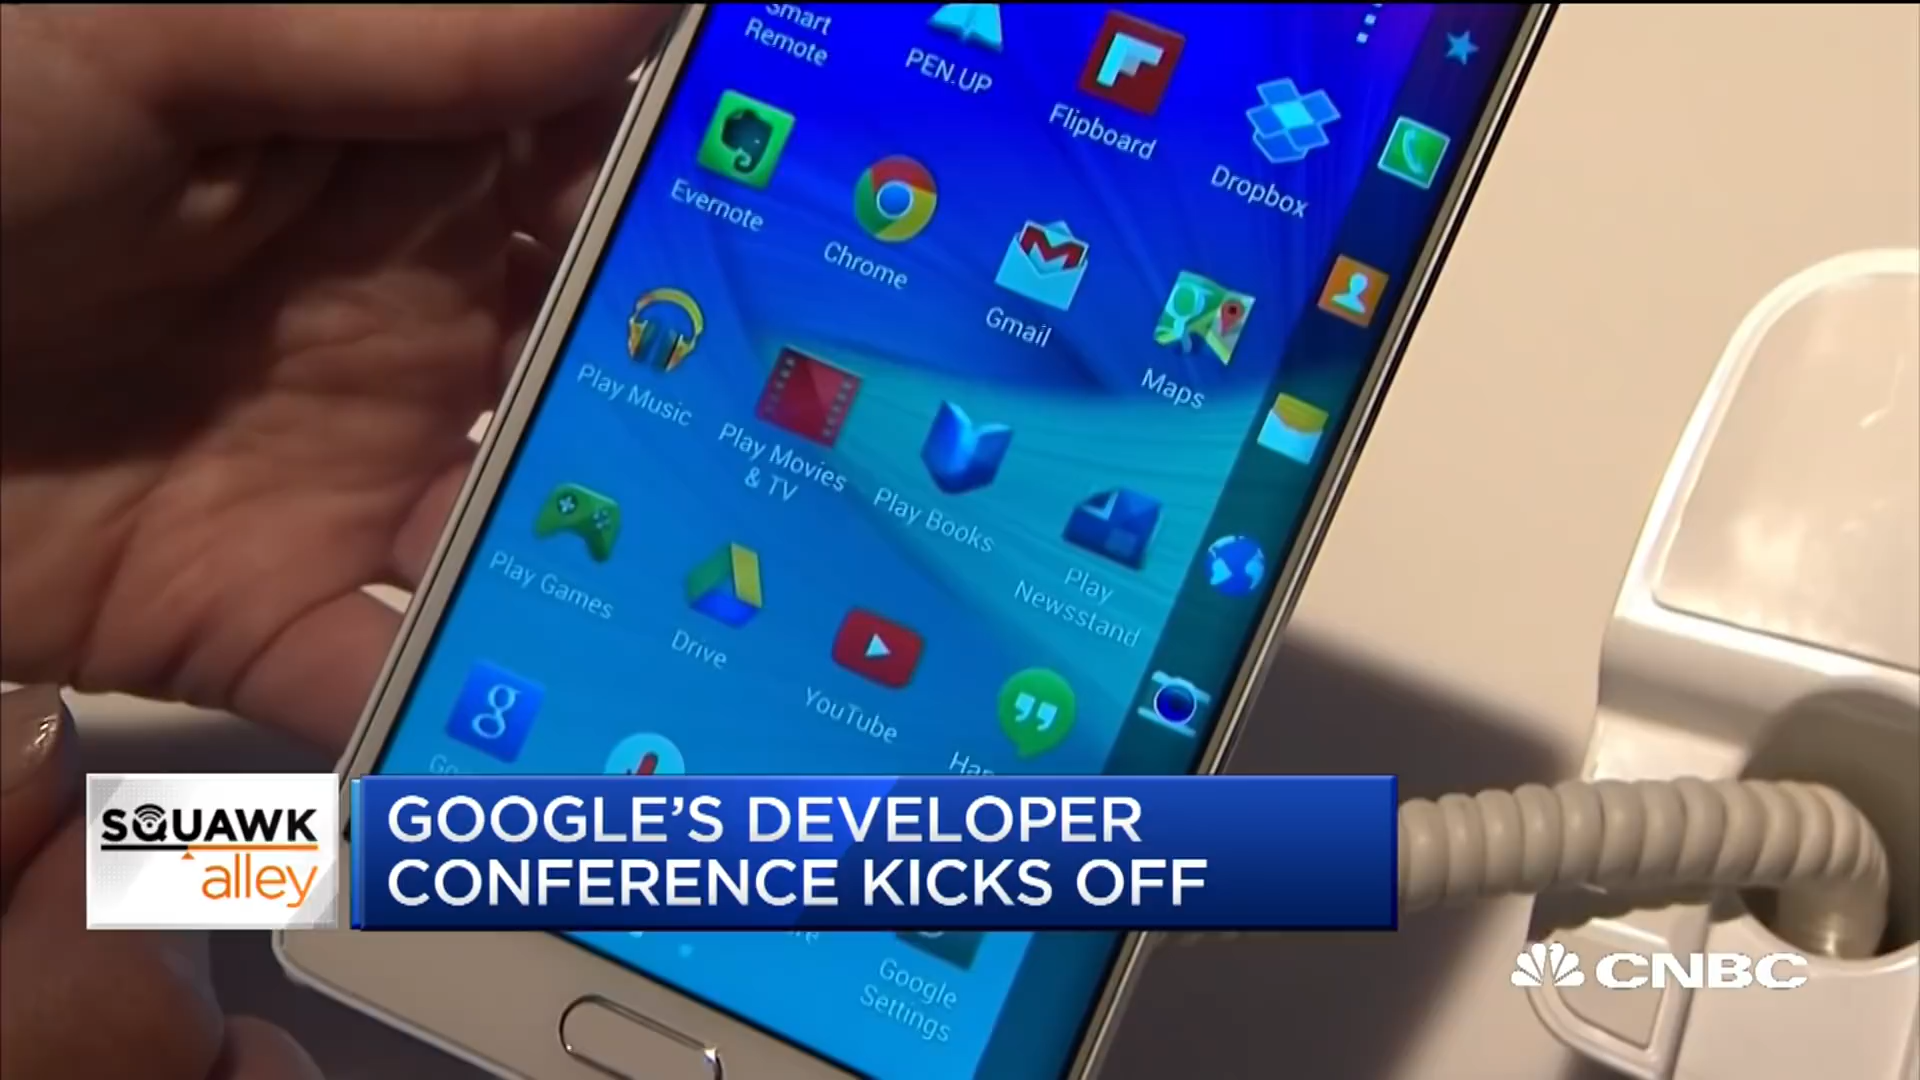 Smart
Remote
PEN.UP
Flipboard
Dropbox
Evernote
Chrome
Gmail
Maps
Play Music
Play Movies
& TV
Play Books
Play
Newsstand
Play Games
Drive
YouTube
g
SQUAWK
alley
GOOGLE'S DEVELOPER
CONFERENCE KICKS OFF
Google
Settings
CNBC